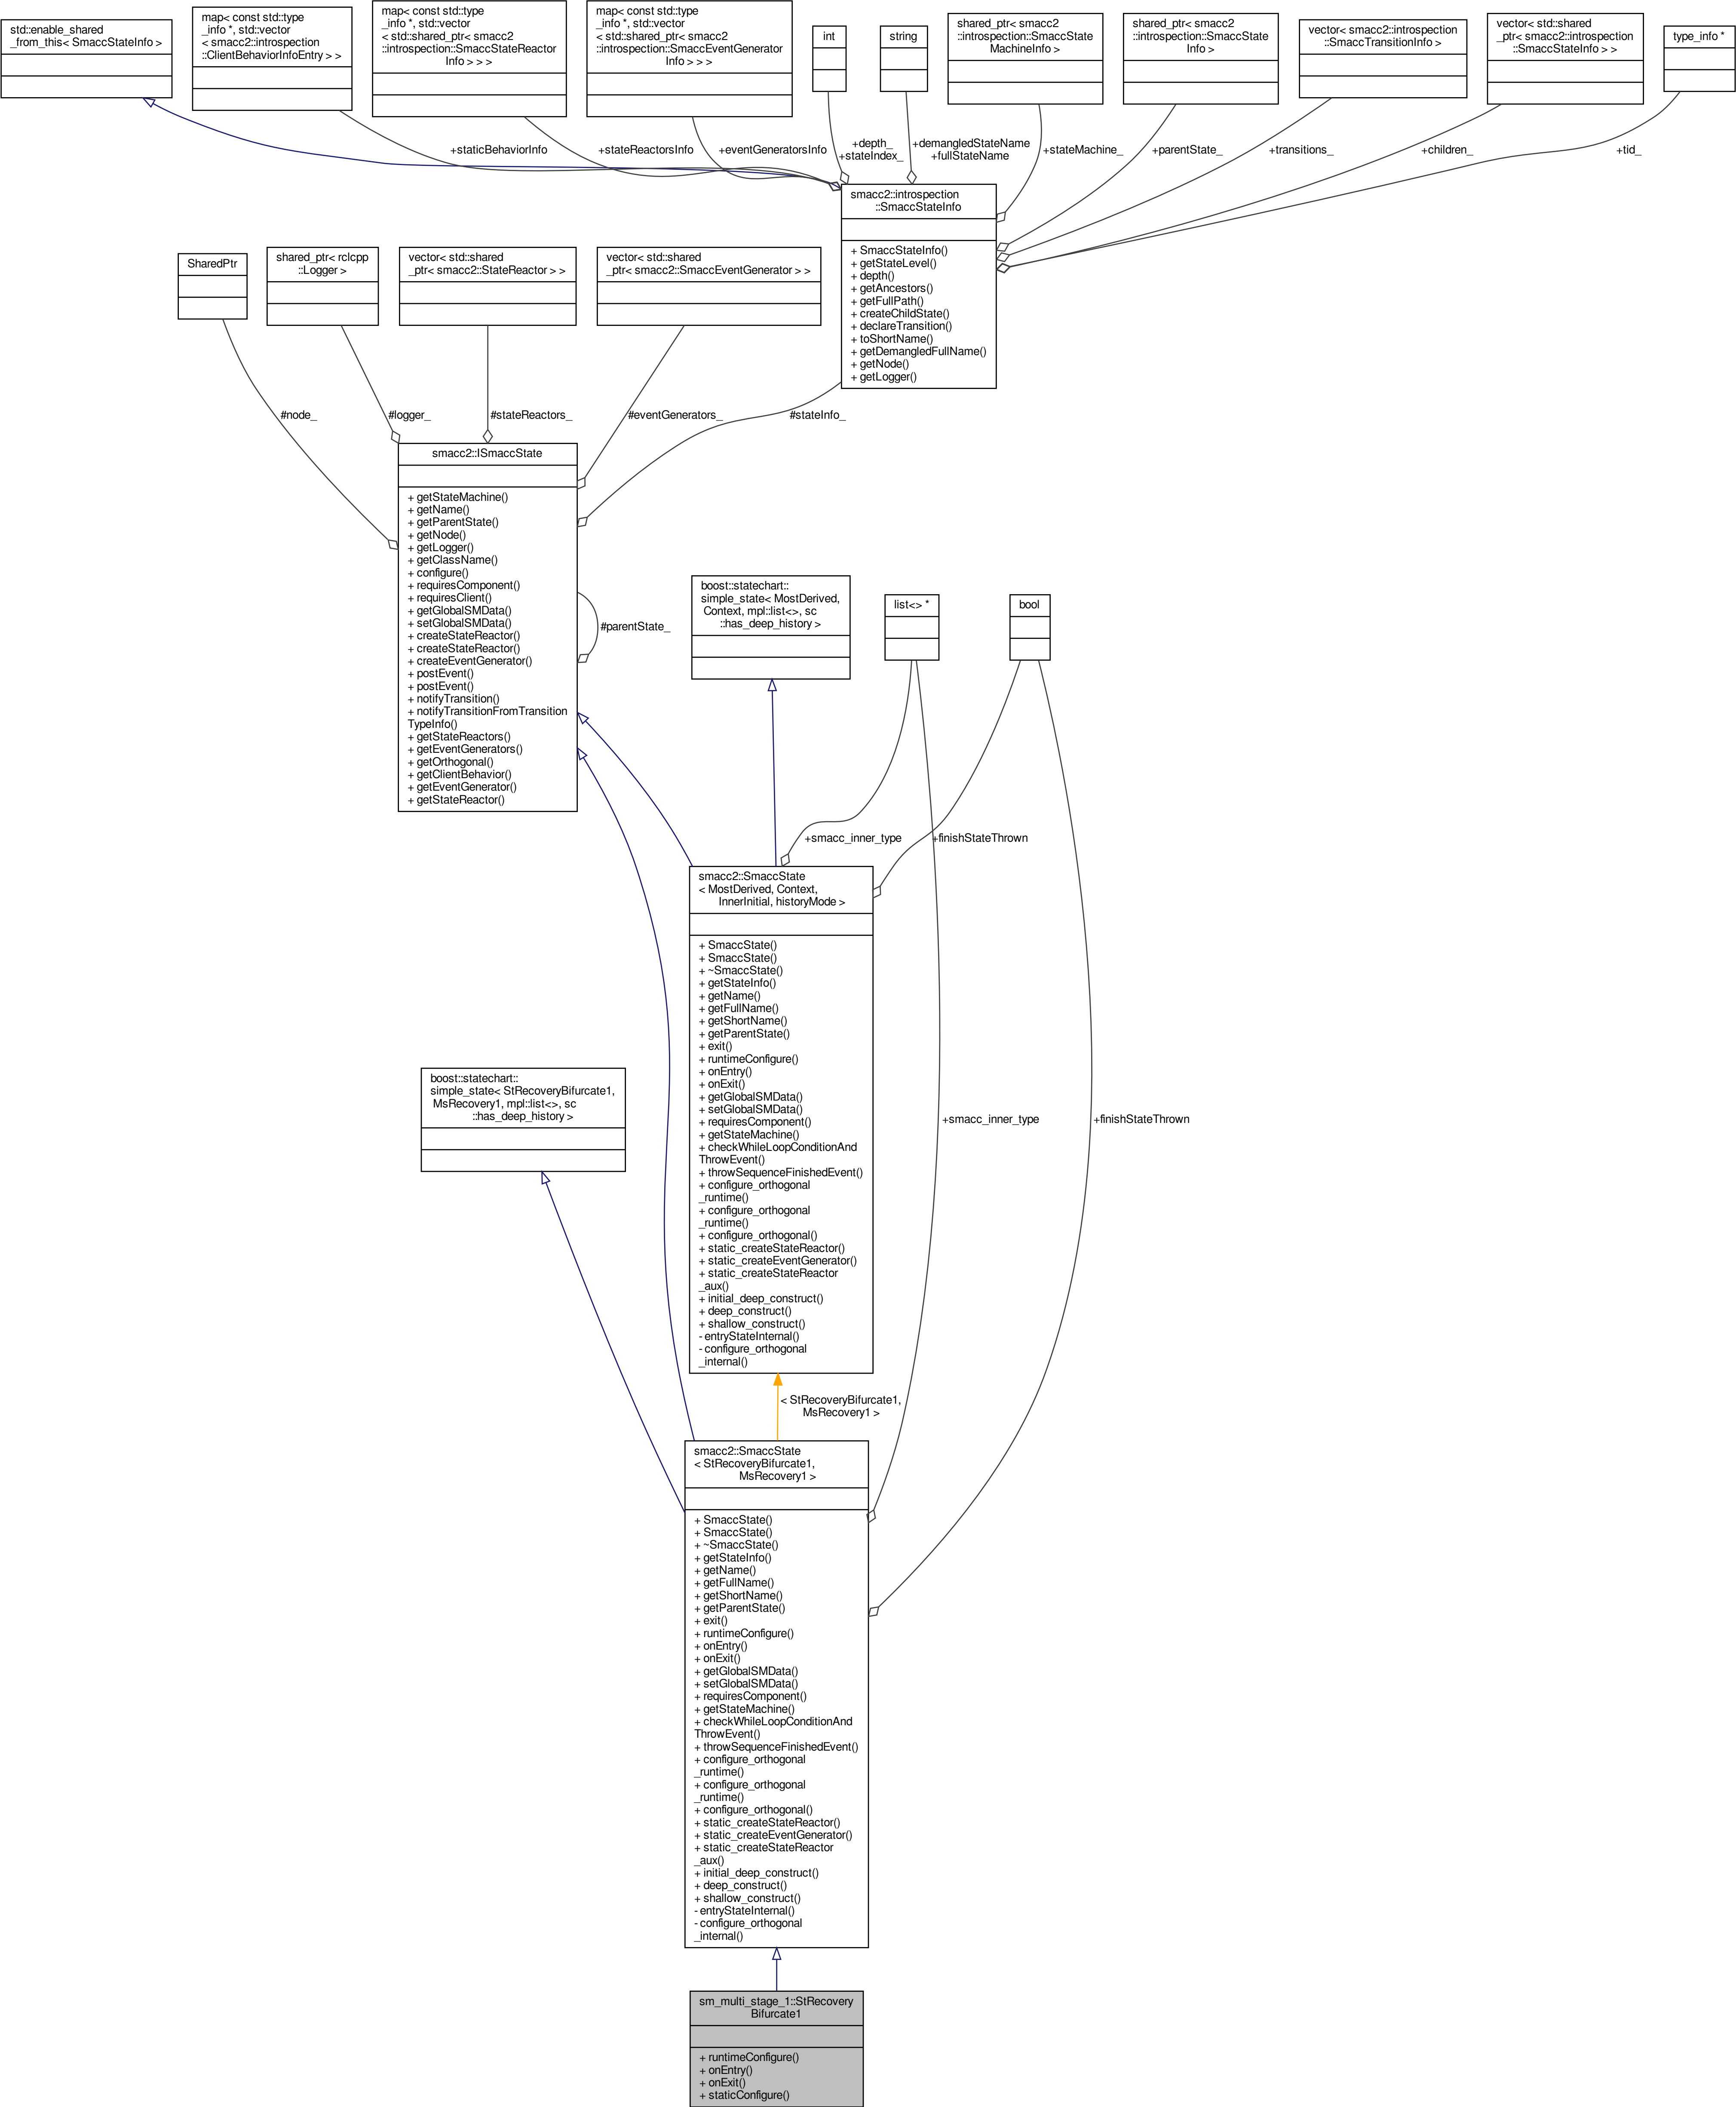 std::enable_shared
_from_this< SmaccStateInfo >
map< const std::type
_info *, std::vector
< smacc2::introspection
::ClientBehaviorInfoEntry > >
map< const std::type
_info *, std::vector
< std::shared_ptr< smacc2
::introspection::SmaccStateReactor
Info > > >
map< const std::type
_info *, std::vector
< std::shared_ptr< smacc2
::introspection::SmaccEventGenerator
Info > > >
int
string
shared_ptr< smacc2
::introspection::SmaccState
MachineInfo >
shared_ptr< smacc2
::introspection::SmaccState
Info >
vector< smacc2::introspection
::SmaccTransitionInfo >
vector< std::shared
_ptr< smacc2::introspection
::SmaccStateInfo > >
type_info *
+staticBehaviorInfo
+stateReactorsInfo
+eventGeneratorsInfo
+depth_
+stateIndex_
+demangledStateName
+fullStateName
+stateMachine_
+parentState_
+transitions_
+children_
+tid_
smacc2::introspection
::SmaccStateInfo
+ SmaccStateInfo()
+ getStateLevel()
+ depth()
+ getAncestors()
+ getFullPath()
+ createChildState()
+ declareTransition()
+ toShortName()
+ getDemangledFullName()
+ getNode()
+ getLogger()
SharedPtr
shared_ptr< rclcpp
::Logger >
vector< std::shared
_ptr< smacc2::StateReactor > >
vector< std::shared
_ptr< smacc2::SmaccEventGenerator > >
#node_
#logger_
#stateReactors_
#eventGenerators_
#stateInfo_
smacc2::ISmaccState
+ getStateMachine()
+ getName()
+ getParentState()
+ getNode()
+ getLogger()
+ getClassName()
+ configure()
+ requiresComponent()
+ requiresClient()
+ getGlobalSMData()
+ setGlobalSMData()
+ createStateReactor()
+ createStateReactor()
+ createEventGenerator()
+ postEvent()
+ postEvent()
+ notifyTransition()
+ notifyTransitionFromTransition
TypeInfo()
+ getStateReactors()
+ getEventGenerators()
+ getOrthogonal()
+ getClientBehavior()
+ getEventGenerator()
+ getStateReactor()
#parentState_
boost::statechart::
simple_state< MostDerived,
Context, mpl::list<>, sc
::has_deep_history >
list<> *
bool
+smacc_inner_type
+finishStateThrown
smacc2::SmaccState
< MostDerived, Context,
InnerInitial, historyMode >
+ SmaccState()
+ SmaccState()
+ ~SmaccState()
+ getStateInfo()
+ getName()
+ getFullName()
+ getShortName()
+ getParentState()
+ exit()
+ runtimeConfigure()
+ onEntry()
+ onExit()
+ getGlobalSMData()
+ setGlobalSMData()
+ requiresComponent()
+ getStateMachine()
+ checkWhileLoopConditionAnd
ThrowEvent()
+ throwSequenceFinishedEvent()
+ configure_orthogonal
_runtime()
+ configure_orthogonal
_runtime()
+ configure_orthogonal()
+ static_createStateReactor()
+ static_createEventGenerator()
+ static_createStateReactor
_aux()
+ initial_deep_construct()
+ deep_construct()
+ shallow_construct()
- entryStateInternal()
- configure_orthogonal
_internal()
boost::statechart::
simple_state< StRecoveryBifurcate1,
MsRecovery1, mpl::list<>, sc
::has_deep_history >
+smacc_inner_type
+finishStateThrown
< StRecoveryBifurcate1,
MsRecovery1 >
smacc2::SmaccState
< StRecoveryBifurcate1,
MsRecovery1 >
+ SmaccState()
+ SmaccState()
+ ~SmaccState()
+ getStateInfo()
+ getName()
+ getFullName()
+ getShortName()
+ getParentState()
+ exit()
+ runtimeConfigure()
+ onEntry()
+ onExit()
+ getGlobalSMData()
+ setGlobalSMData()
+ requiresComponent()
+ getStateMachine()
+ checkWhileLoopConditionAnd
ThrowEvent()
+ throwSequenceFinishedEvent()
+ configure_orthogonal
_runtime()
+ configure_orthogonal
_runtime()
+ configure_orthogonal()
+ static_createStateReactor()
+ static_createEventGenerator()
+ static_createStateReactor
_aux()
+ initial_deep_construct()
+ deep_construct()
+ shallow_construct()
- entryStateInternal()
- configure_orthogonal
_internal()
sm_multi_stage_1::StRecovery
Bifurcate1
+ runtimeConfigure()
+ onEntry()
+ onExit()
+ staticConfigure()